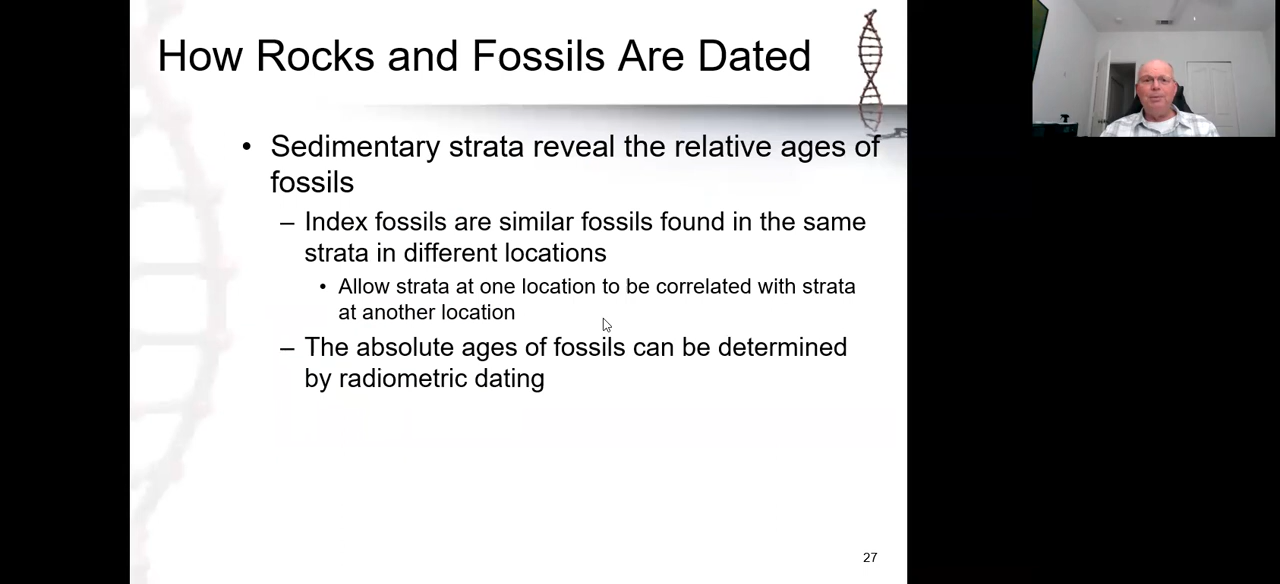 How Rocks and Fossils Are Dated
• Sedimentary strata reveal the relative ages of
fossils
– Index fossils are similar fossils found in the same
strata in different locations
• Allow strata at one location to be correlated with strata
at another location
– The absolute ages of fossils can be determined
by radiometric dating
27